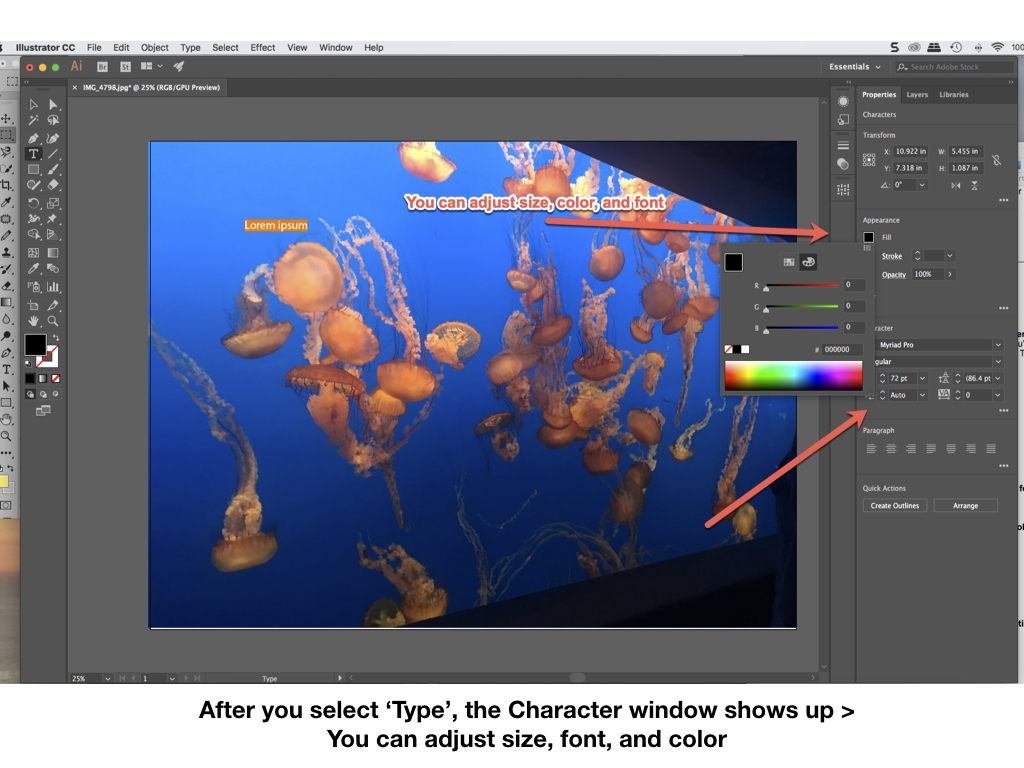 Illustrator CC File Edit Object Type Select Effect View Window Help
100
Ai Br St Essentials Search Adobe Stock
× IMG_4798.jpg* @ 25% (RGB/GPU Preview)
Properties Layers Libraries
Characters
Transform
X: 10.922 in W: 5.455 in
Y: 7.318 in H: 1.087 in
0°
You can adjust size, color, and font
Lorem ipsum
Appearance
Fill
Stroke
Opacity 100%
R 0
G 0
B 0
# 000000
racter
Myriad Pro
gular
72 pt (86.4 pt
Auto 0
Paragraph
Quick Actions
Create Outlines Arrange
25% 1 Type
After you select ‘Type’, the Character window shows up >
You can adjust size, font, and color